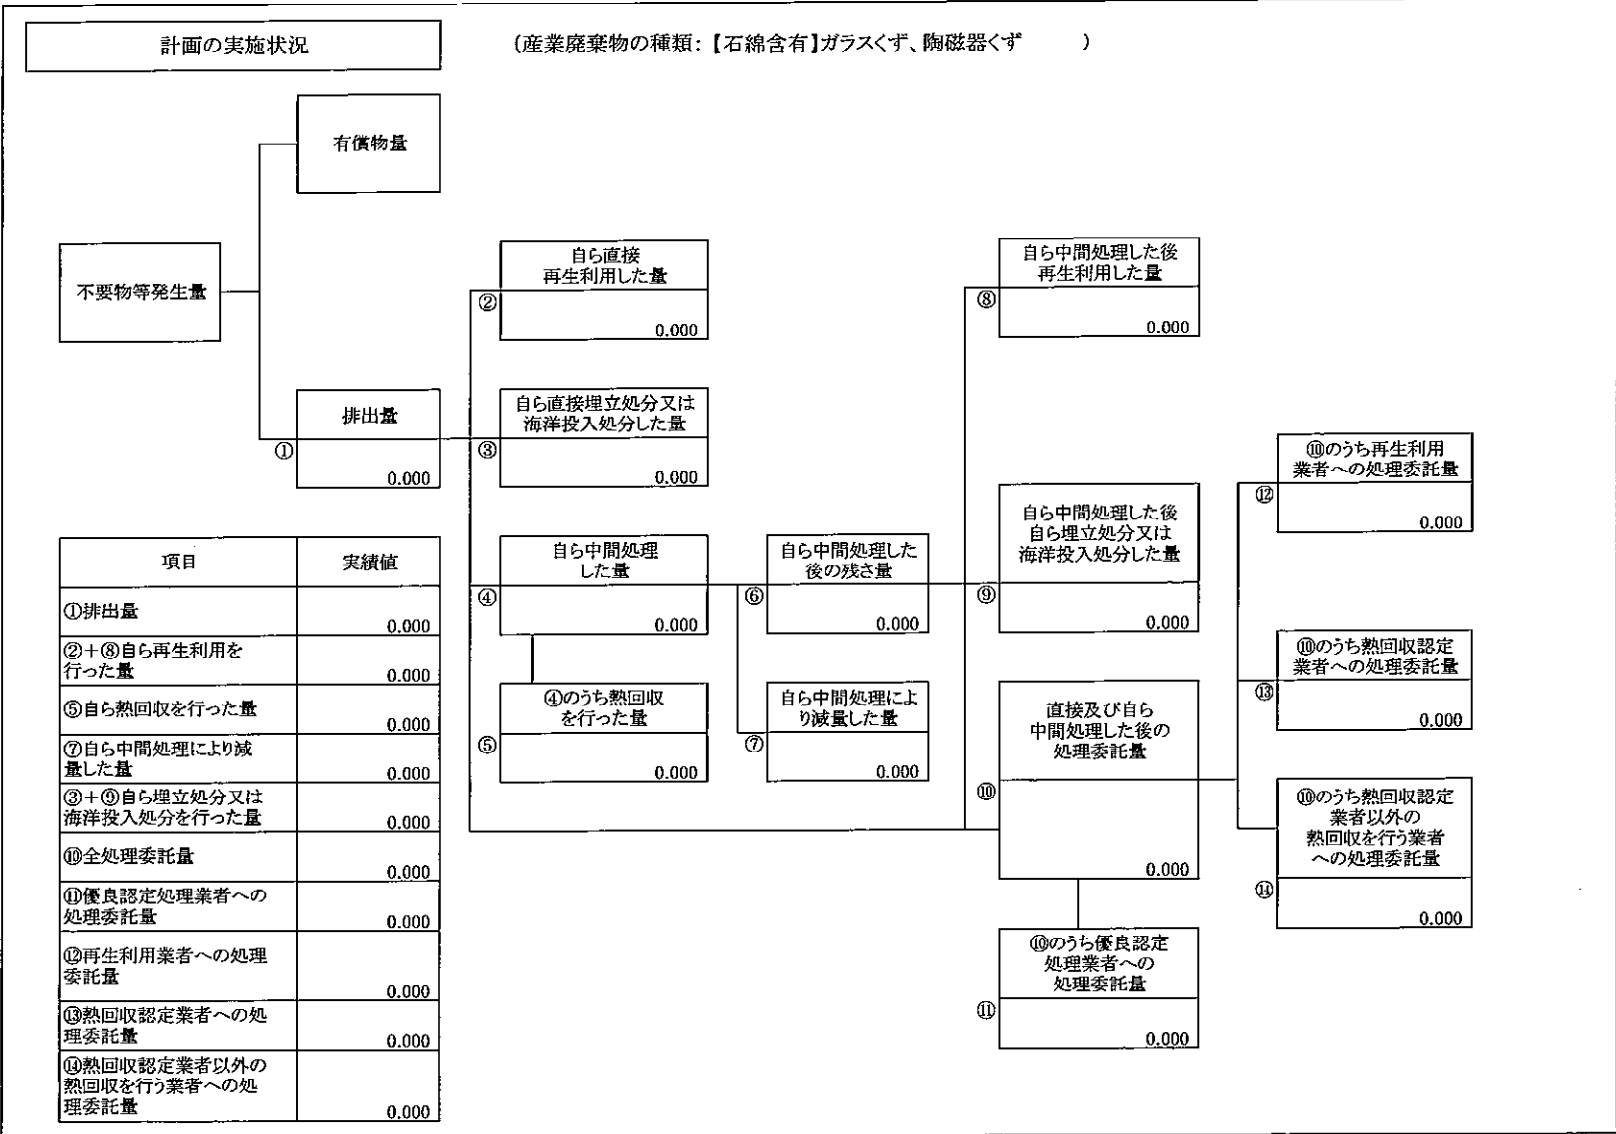 計画の実施状況
（産業廃棄物の種類：【石綿含有】ガラスくず、陶磁器くず　　　）
有償物量
不要物等発生量
排出量
①
0.000
自ら直接
再生利用した量
②
0.000
自ら直接埋立処分又は
海洋投入処分した量
③
0.000
自ら中間処理
した量
④
0.000
④のうち熱回収
を行った量
⑤
0.000
自ら中間処理した
後の残さ量
⑥
0.000
自ら中間処理によ
り減量した量
⑦
0.000
自ら中間処理した後
再生利用した量
⑧
0.000
自ら中間処理した後
自ら埋立処分又は
海洋投入処分した量
⑨
0.000
直接及び自ら
中間処理した後の
処理委託量
⑩
0.000
⑩のうち優良認定
処理業者への
処理委託量
⑪
0.000
⑩のうち再生利用
業者への処理委託量
⑫
0.000
⑩のうち熱回収認定
業者への処理委託量
⑬
0.000
⑩のうち熱回収認定
業者以外の
熱回収を行う業者
への処理委託量
⑭
0.000
項目 実績値
①排出量
0.000
②＋⑧自ら再生利用を
行った量
0.000
⑤自ら熱回収を行った量
0.000
⑦自ら中間処理により減
量した量
0.000
③＋⑨自ら埋立処分又は
海洋投入処分を行った量
0.000
⑩全処理委託量
0.000
⑪優良認定処理業者への
処理委託量
0.000
⑫再生利用業者への処理
委託量
0.000
⑬熱回収認定業者への処
理委託量
0.000
⑭熱回収認定業者以外の
熱回収を行う業者への処
理委託量
0.000